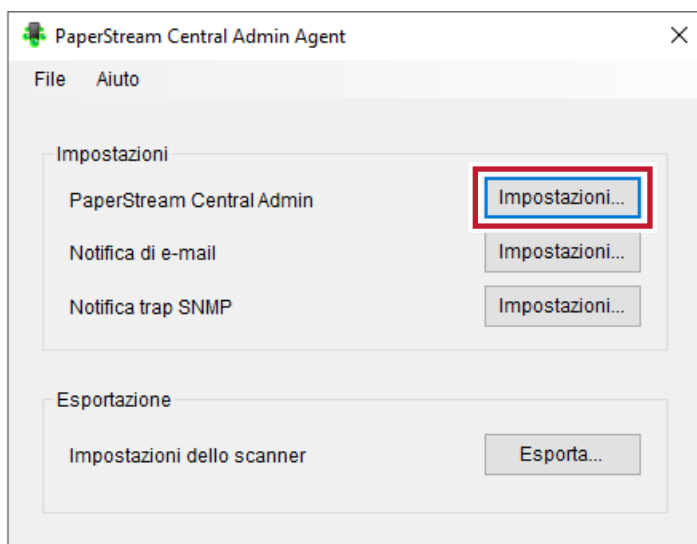 PaperStream Central Admin Agent
File Aiuto
Impostazioni
PaperStream Central Admin Impostazioni...
Notifica di e-mail Impostazioni...
Notifica trap SNMP Impostazioni...
Esportazione
Impostazioni dello scanner Esporta...